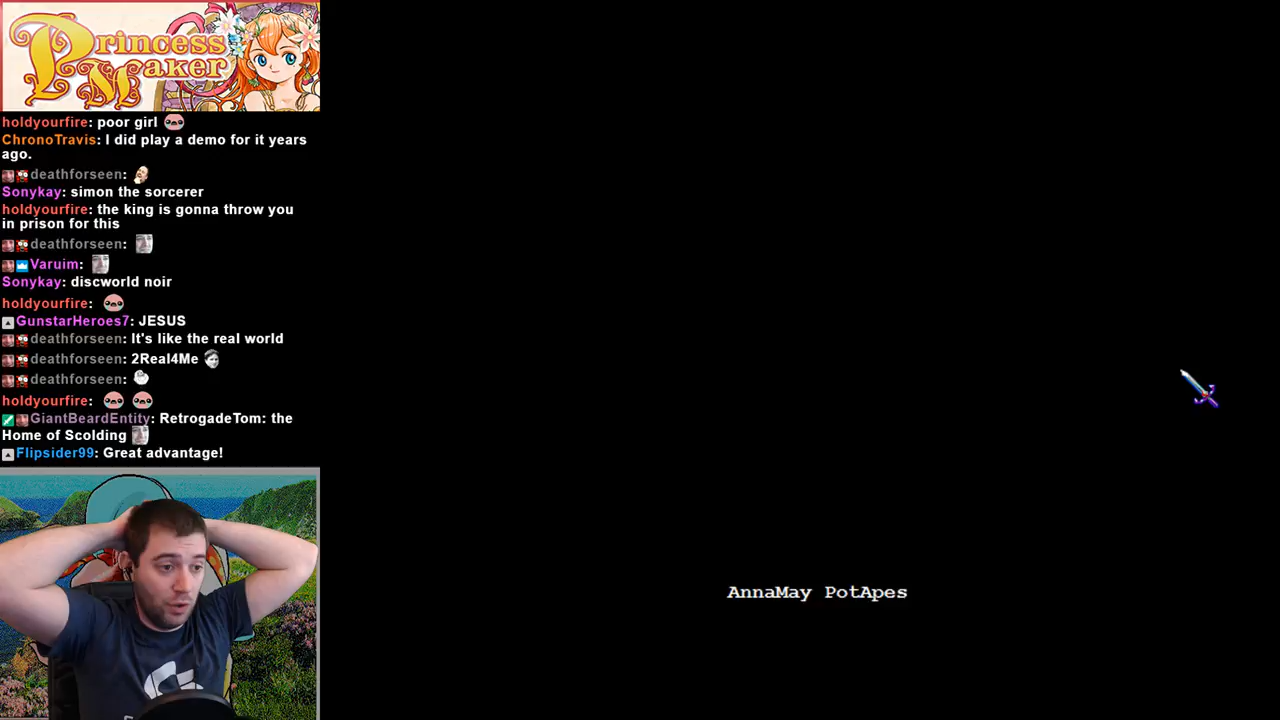 Princess
Maker
holdyourfire: poor girl
ChronoTravis: I did play a demo for it years
ago.
deathforseen:
Sonykay: simon the sorcerer
holdyourfire: the king is gonna throw you
in prison for this
deathforseen:
Varuim:
Sonykay: discworld noir
holdyourfire:
GunstarHeroes7: JESUS
deathforseen: It's like the real world
deathforseen: 2Real4Me
deathforseen:
holdyourfire:
GiantBeardEntity: RetrogadeTom: the
Home of Scolding
Flipsider99: Great advantage!
AnnaMay PotApes